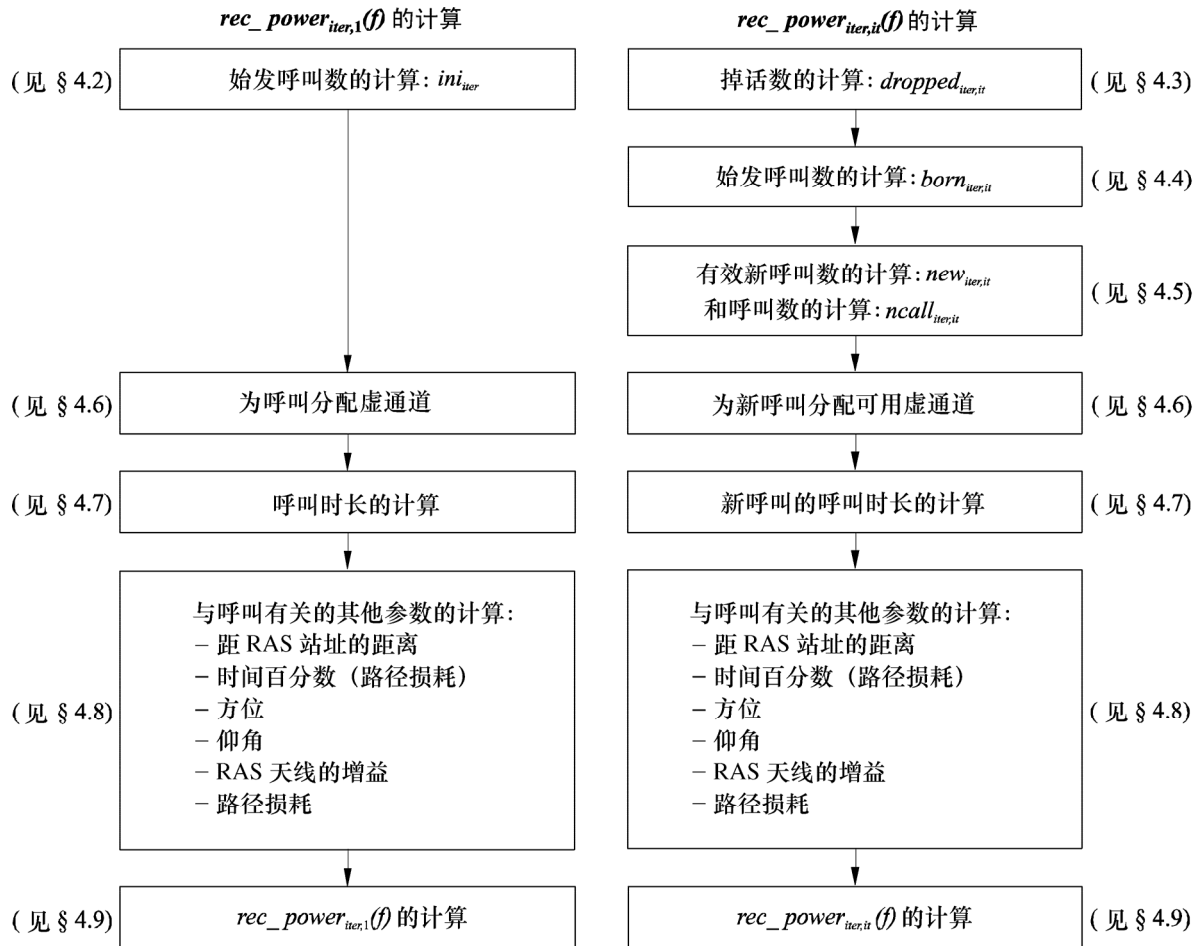 rec_ power iter,1(f) 的计算
(见 § 4.2)
始发呼叫数的计算: ini iter
(见 § 4.6)
为呼叫分配虚通道
(见 § 4.7)
呼叫时长的计算
(见 § 4.8)
与呼叫有关的其他参数的计算:
– 距 RAS 站址的距离
– 时间百分数（路径损耗）
– 方位
– 仰角
– RAS 天线的增益
– 路径损耗
(见 § 4.9)
rec_ power iter,1(f) 的计算
rec_ power iter,it(f) 的计算
掉话数的计算: dropped iter,it
(见 § 4.3)
始发呼叫数的计算: born iter,it
(见 § 4.4)
有效新呼叫数的计算: new iter,it
和呼叫数的计算: ncall iter,it
(见 § 4.5)
为新呼叫分配可用虚通道
(见 § 4.6)
新呼叫的呼叫时长的计算
(见 § 4.7)
与呼叫有关的其他参数的计算:
– 距 RAS 站址的距离
– 时间百分数（路径损耗）
– 方位
– 仰角
– RAS 天线的增益
– 路径损耗
(见 § 4.8)
rec_ power iter,it (f) 的计算
(见 § 4.9)